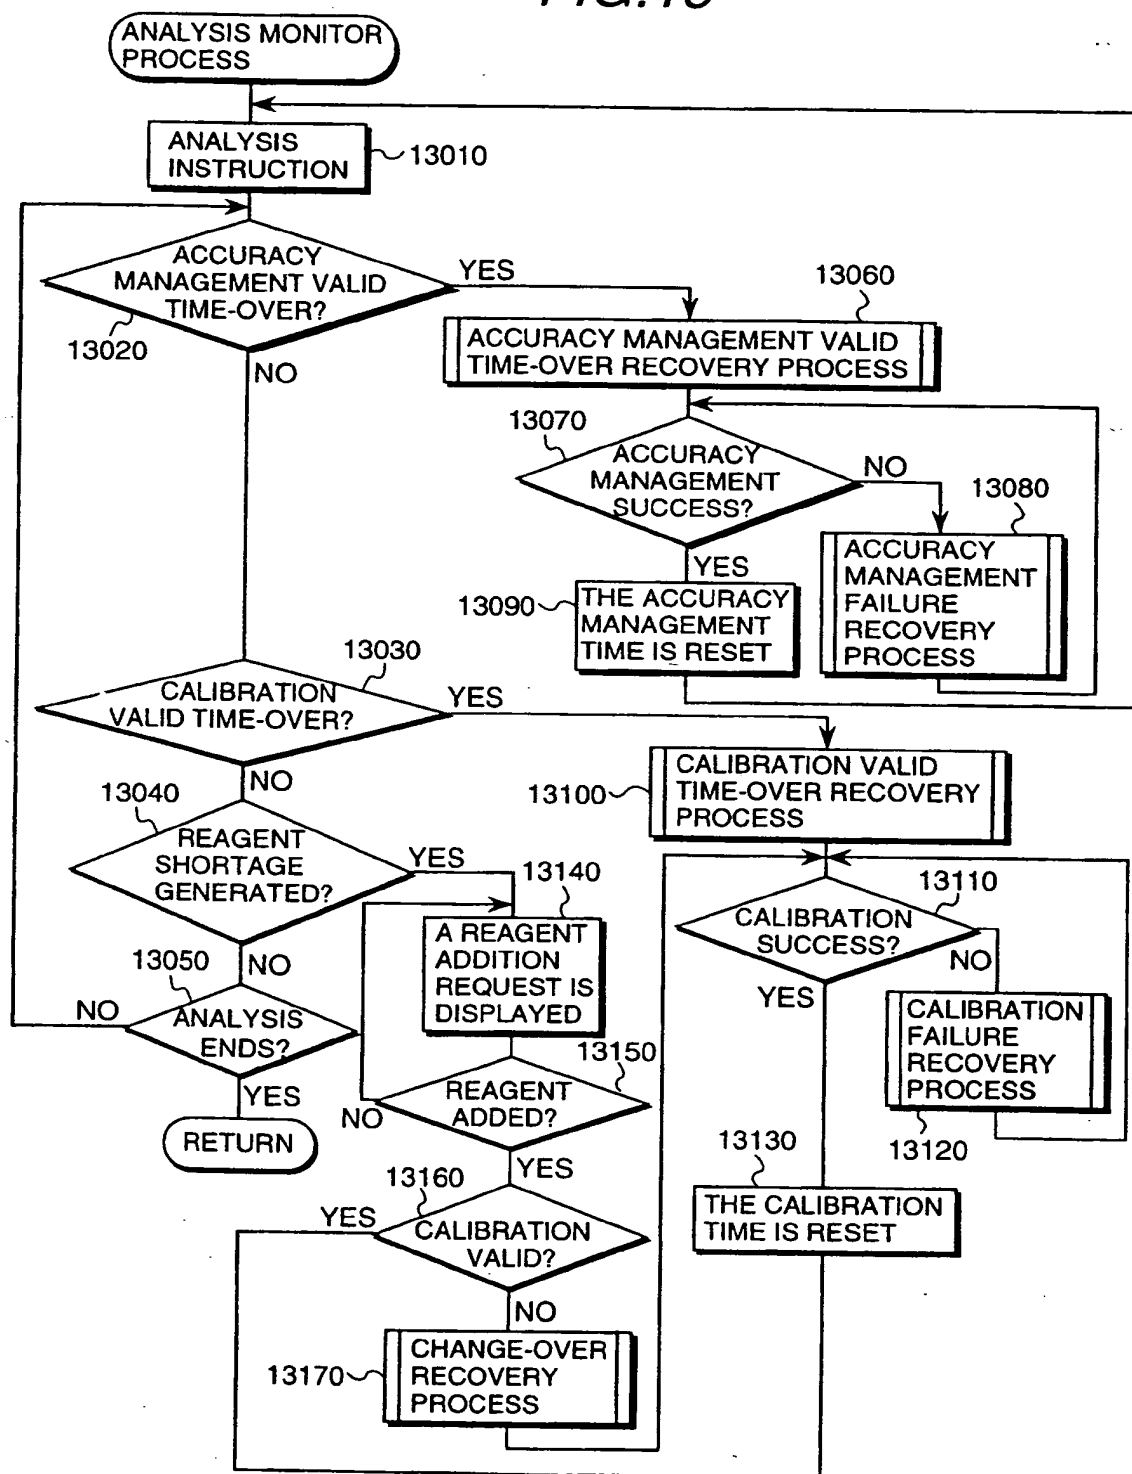 ANALYSIS MONITOR
PROCESS
ANALYSIS
INSTRUCTION
13010
ACCURACY
MANAGEMENT VALID
TIME-OVER?
13020
YES
NO
13060
ACCURACY MANAGEMENT VALID
TIME-OVER RECOVERY PROCESS
13070
ACCURACY
MANAGEMENT
SUCCESS?
NO
YES
13080
ACCURACY
MANAGEMENT
FAILURE
RECOVERY
PROCESS
13090
THE ACCURACY
MANAGEMENT
TIME IS RESET
13030
CALIBRATION
VALID TIME-OVER?
YES
NO
13100
CALIBRATION VALID
TIME-OVER RECOVERY
PROCESS
13040
REAGENT
SHORTAGE
GENERATED?
YES
NO
13140
A REAGENT
ADDITION
REQUEST IS
DISPLAYED
13110
CALIBRATION
SUCCESS?
NO
YES
13050
ANALYSIS
ENDS?
NO
YES
RETURN
13120
CALIBRATION
FAILURE
RECOVERY
PROCESS
13150
REAGENT
ADDED?
NO
YES
13130
THE CALIBRATION
TIME IS RESET
13160
CALIBRATION
VALID?
YES
NO
13170
CHANGE-OVER
RECOVERY
PROCESS